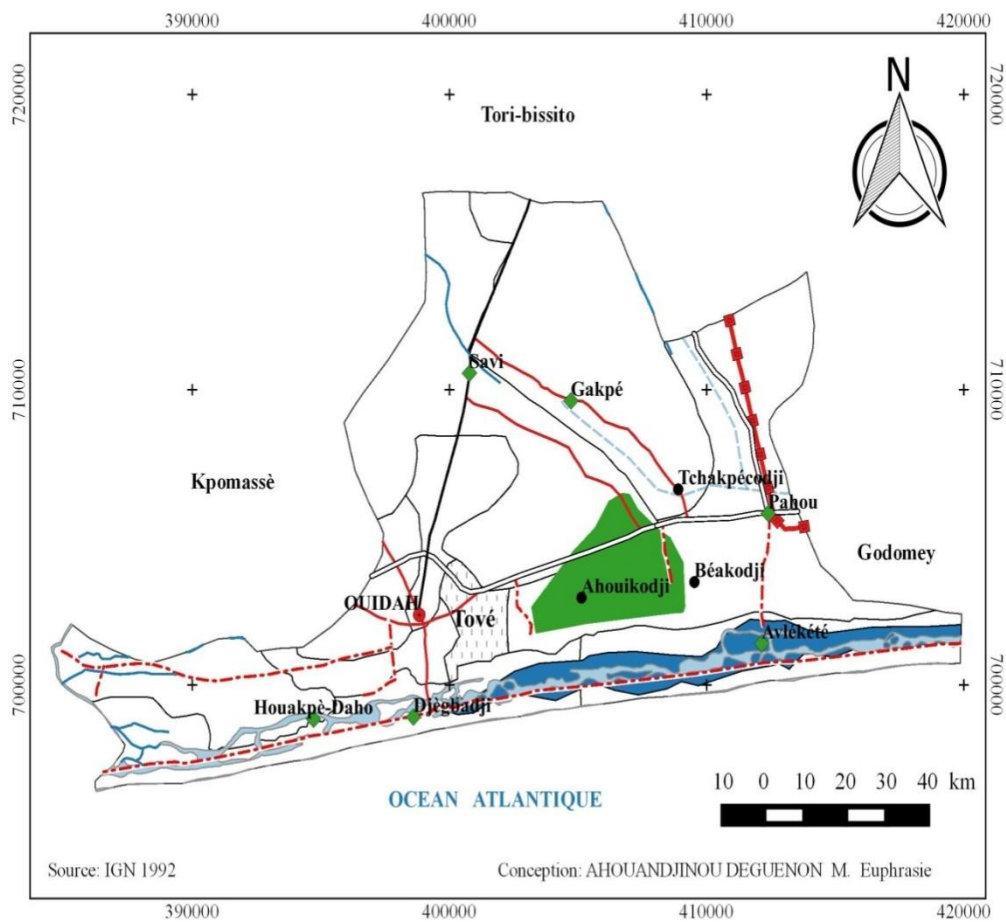 390000 400000 410000 420000
720000 720000
N
Tori-bissito
710000 710000
Savi
Gakpé
Kpomassè
Tchakpécodji
Pahou
Godomey
Béakodji
Ahouikodji
OUIDAH
Tové
Avlékété
700000 700000
Houakpè-Daho
Djègbadji
10 0 10 20 30 40 km
OCEAN ATLANTIQUE
Source: IGN 1992
Conception: AHOUANDJINOU DEGUENON M. Euphrasie
390000 400000 410000 420000